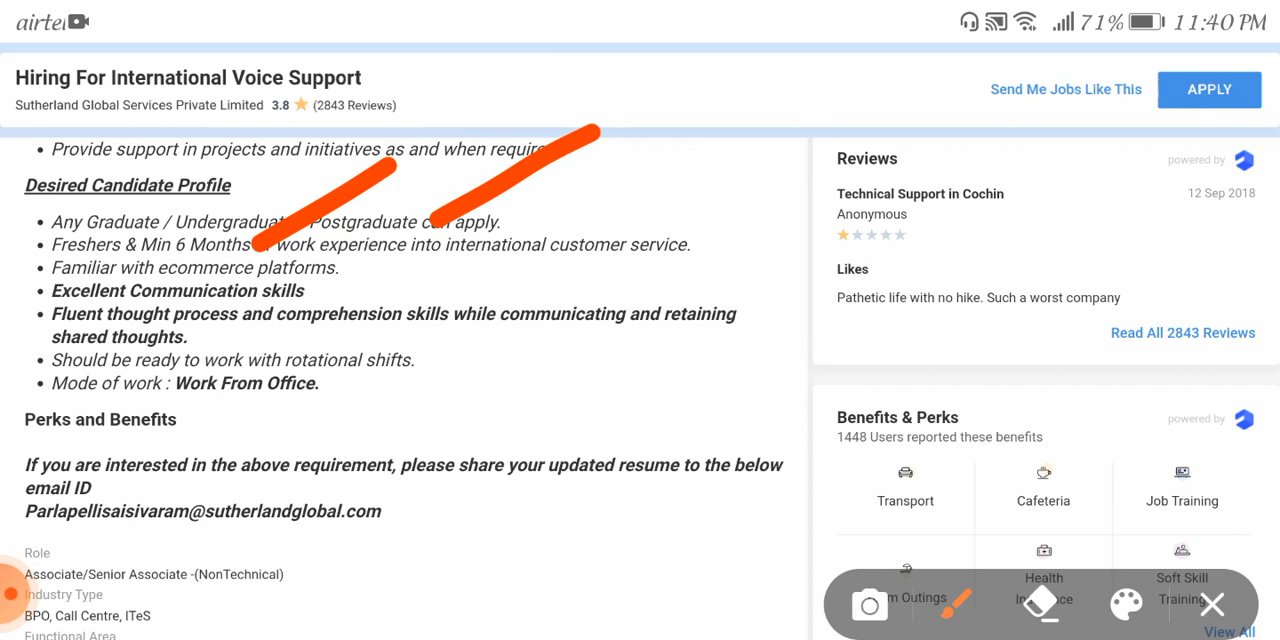 airtel 71% 11:40 PM
Hiring For International Voice Support
Sutherland Global Services Private Limited 3.8 (2843 Reviews)
Send Me Jobs Like This
APPLY
• Provide support in projects and initiatives as and when
Desired Candidate Profile
• Any Graduate / Undergraduate Postgraduate apply.
• Freshers & Min 6 Months work experience into international customer service.
• Familiar with ecommerce platforms.
• Excellent Communication skills
• Fluent thought process and comprehension skills while communicating and retaining
shared thoughts.
• Should be ready to work with rotational shifts.
• Mode of work : Work From Office.
Perks and Benefits
If you are interested in the above requirement, please share your updated resume to the below
email ID
Parlapellisaisivaram@sutherlandglobal.com
Role
Associate/Senior Associate -(NonTechnical)
Industry Type
BPO, Call Centre, ITeS
Functional Area
Reviews
powered by
Technical Support in Cochin
12 Sep 2018
Anonymous
Likes
Pathetic life with no hike. Such a worst company
Read All 2843 Reviews
Benefits & Perks
powered by
1448 Users reported these benefits
Transport
Cafeteria
Job Training
Outings
Health
Soft Skill
Training
View All